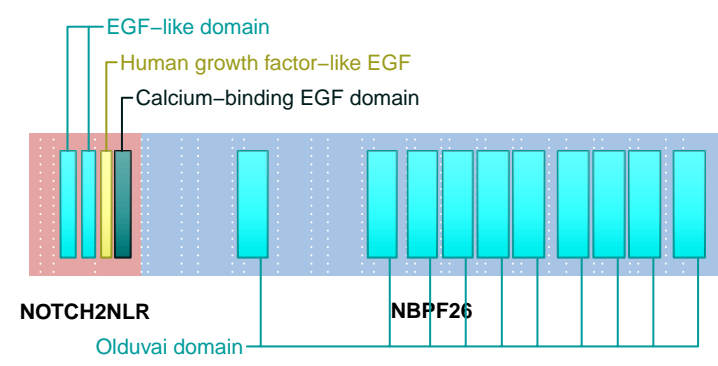 EGF−like domain
Human growth factor−like EGF
Calcium−binding EGF domain
NOTCH2NLR NBPF26
Olduvai domain